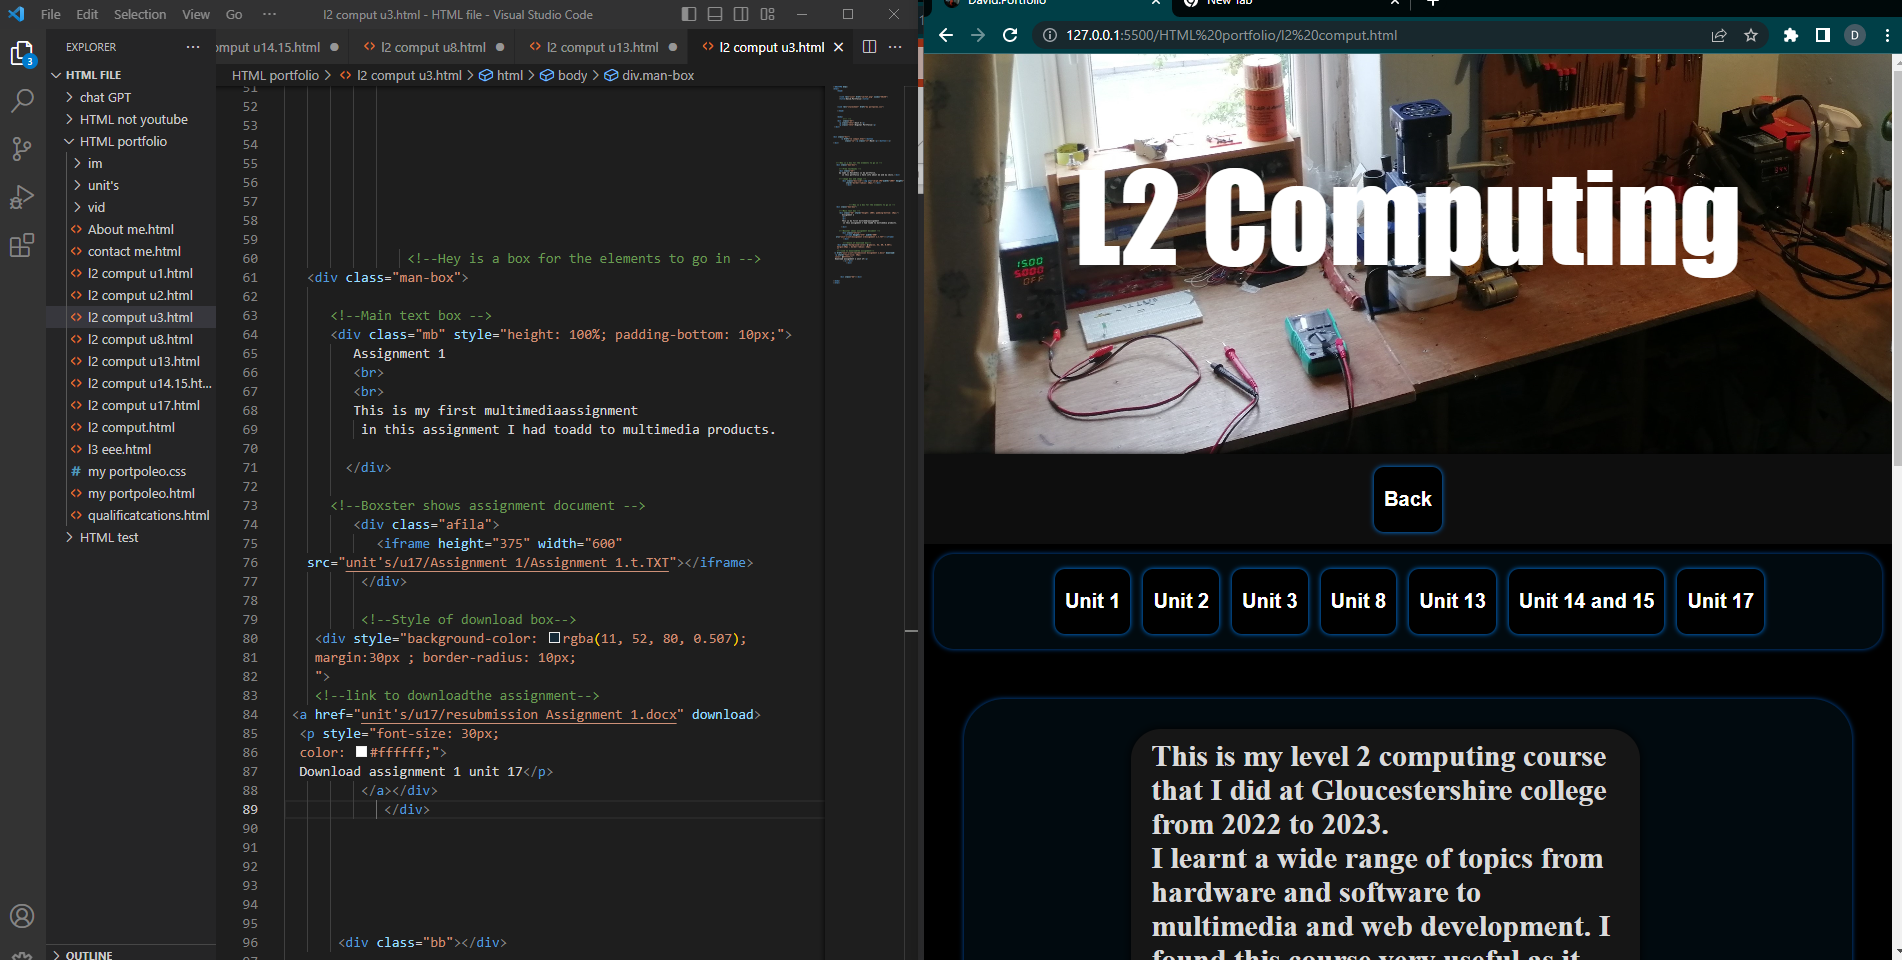 File Edit Selection View Go ··· l2 comput u3.html - HTML file - Visual Studio Code
EXPLORER ···
3
HTML FILE
chat GPT
HTML not youtube
HTML portfolio
im
unit's
vid
About me.html
contact me.html
l2 comput u1.html
l2 comput u2.html
l2 comput u3.html
l2 comput u8.html
l2 comput u13.html
l2 comput u14.15.ht...
l2 comput u17.html
l2 comput.html
l3 eee.html
my portpoleo.css
my portpoleo.html
qualificatcations.html
HTML test
OUTLINE
omput u14.15.html l2 comput u8.html l2 comput u13.html l2 comput u3.html
HTML portfolio > l2 comput u3.html > html > body > div.man-box
51
52
53
54
55
56
57
58
59
60 <!--Hey is a box for the elements to go in -->
61 <div class="man-box">
62
63 <!--Main text box -->
64 <div class="mb" style="height: 100%; padding-bottom: 10px;">
65 Assignment 1
66 <br>
67 <br>
68 This is my first multimediaassignment
69 in this assignment I had toadd to multimedia products.
70
71 </div>
72
73 <!--Boxster shows assignment document -->
74 <div class="afila">
75 <iframe height="375" width="600"
76 src="unit's/u17/Assignment 1/Assignment 1.t.TXT"></iframe>
77 </div>
78
79 <!--Style of download box-->
80 <div style="background-color: rgba(11, 52, 80, 0.507);
81 margin:30px ; border-radius: 10px;
82 ">
83 <!--link to downloadthe assignment-->
84 <a href="unit's/u17/resubmission Assignment 1.docx" download>
85 <p style="font-size: 30px;
86 color: #ffffff;">
87 Download assignment 1 unit 17</p>
88 </a></div>
89 </div>
90
91
92
93
94
95
96 <div class="bb"></div>
David.Portfolio New Tab
127.0.0.1:5500/HTML%20portfolio/l2%20comput.html D
L2 Computing
15.00
5.000
OFF
Back
Unit 1 Unit 2 Unit 3 Unit 8 Unit 13 Unit 14 and 15 Unit 17
This is my level 2 computing course
that I did at Gloucestershire college
from 2022 to 2023.
I learnt a wide range of topics from
hardware and software to
multimedia and web development. I
found this course very useful as it